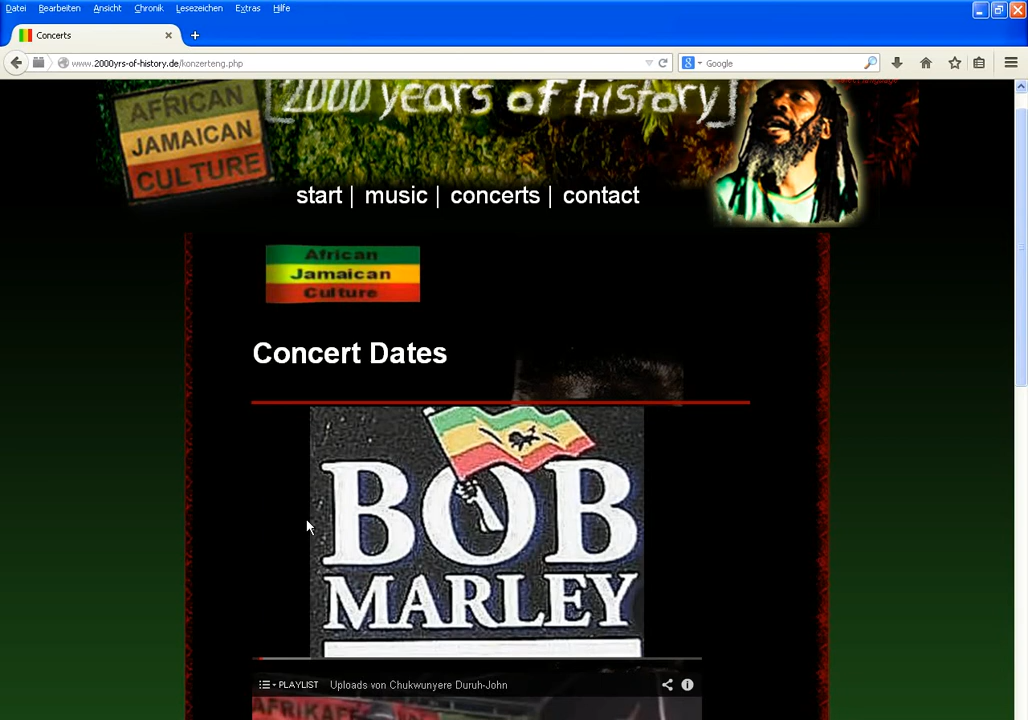 Datei Bearbeiten Ansicht Chronik Lesezeichen Extras Hilfe
Concerts
www.2000yrs-of-history.de/konzerteng.php
Google
AFRICAN
JAMAICAN
CULTURE
2000 years of history
start | music | concerts | contact
African
Jamaican
Culture
Concert Dates
BOB
MARLEY
PLAYLIST Uploads von Chukwunyere Duruh-John